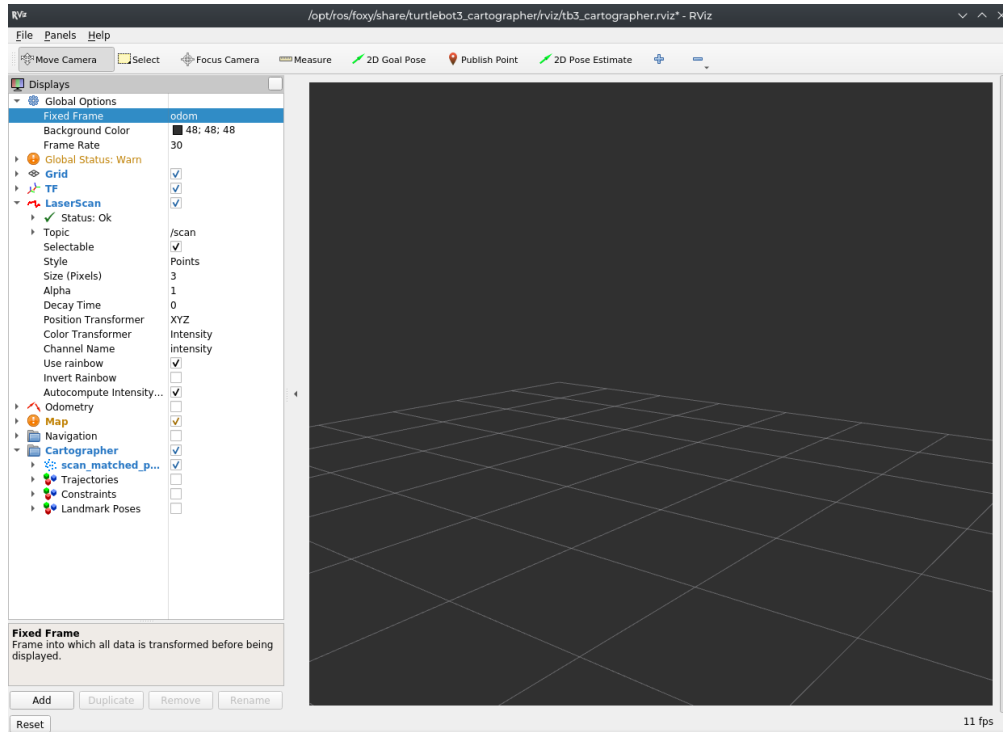 RViz
/opt/ros/foxy/share/turtlebot3_cartographer/rviz/tb3_cartographer.rviz* - RViz
File Panels Help
Move Camera Select Focus Camera Measure 2D Goal Pose Publish Point 2D Pose Estimate
Displays
Global Options
Fixed Frame odom
Background Color 48; 48; 48
Frame Rate 30
Global Status: Warn
Grid
TF
LaserScan
Status: Ok
Topic /scan
Selectable
Style Points
Size (Pixels) 3
Alpha 1
Decay Time 0
Position Transformer XYZ
Color Transformer Intensity
Channel Name intensity
Use rainbow
Invert Rainbow
Autocompute Intensity...
Odometry
Map
Navigation
Cartographer
scan_matched_p...
Trajectories
Constraints
Landmark Poses
Fixed Frame
Frame into which all data is transformed before being
displayed.
Add Duplicate Remove Rename
Reset 11 fps